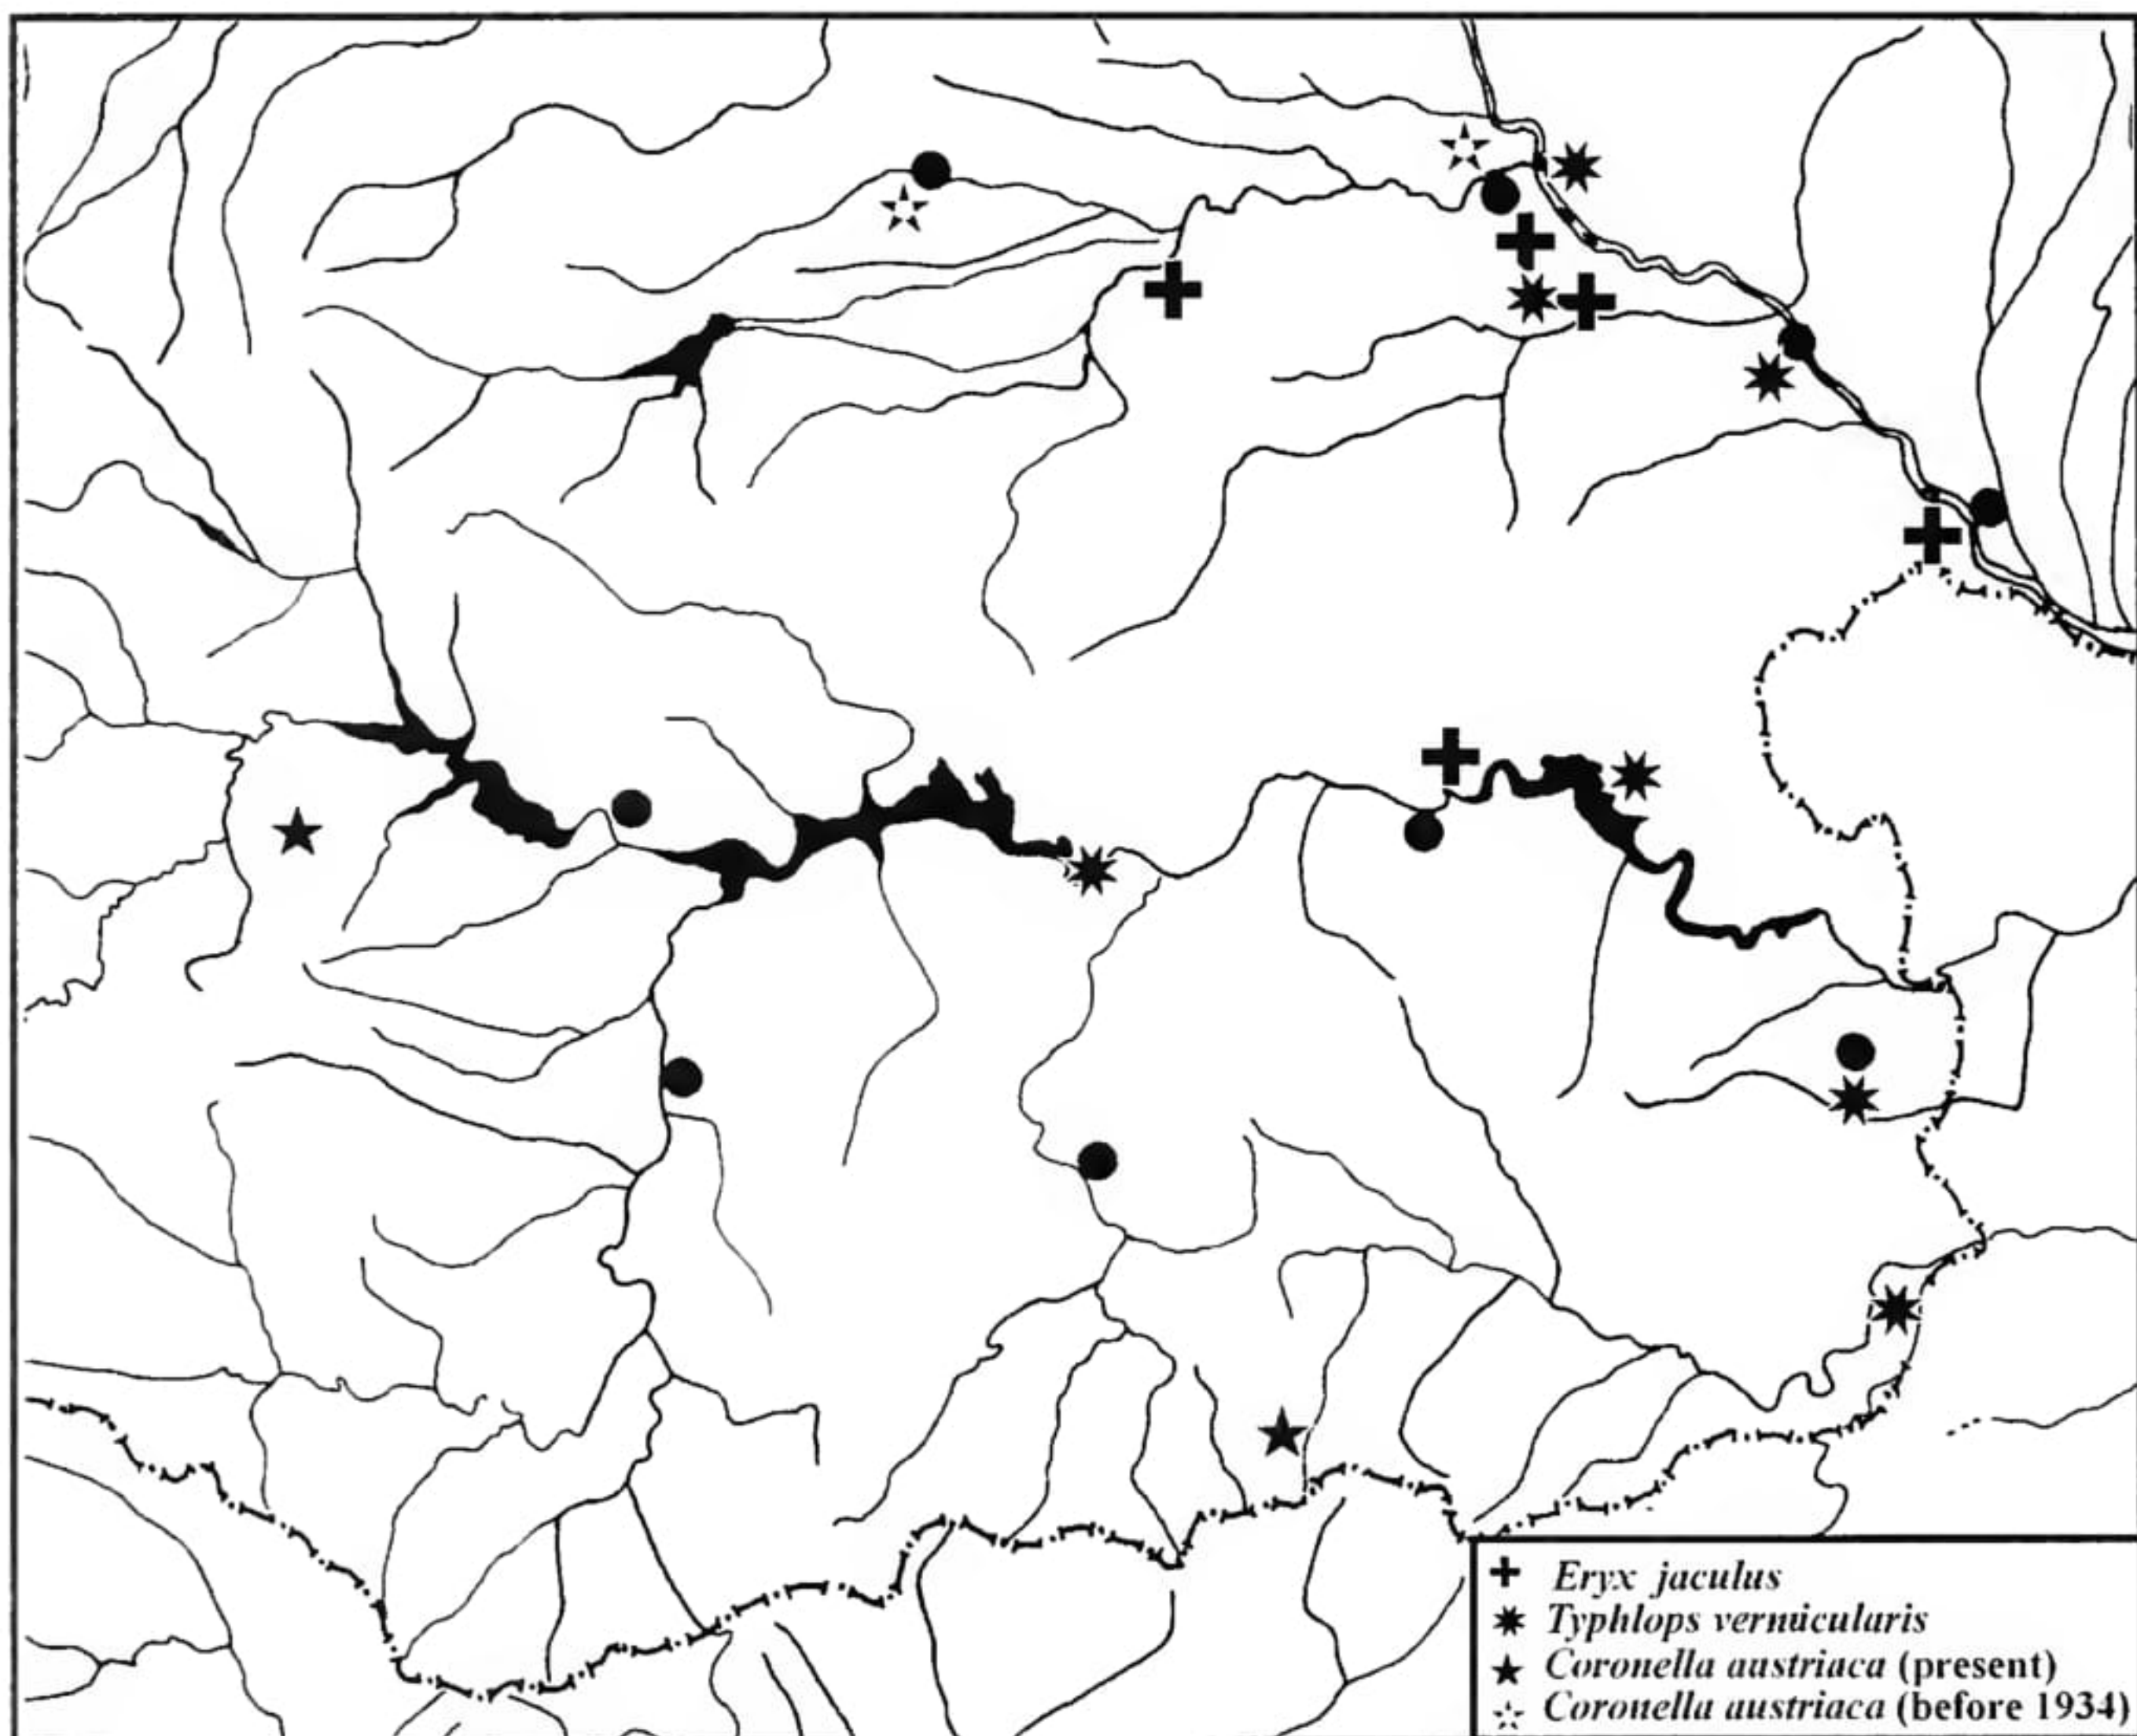 Eryx jaculus
Typhlops vermicularis
Coronella austriaca (present)
Coronella austriaca (before 1934)